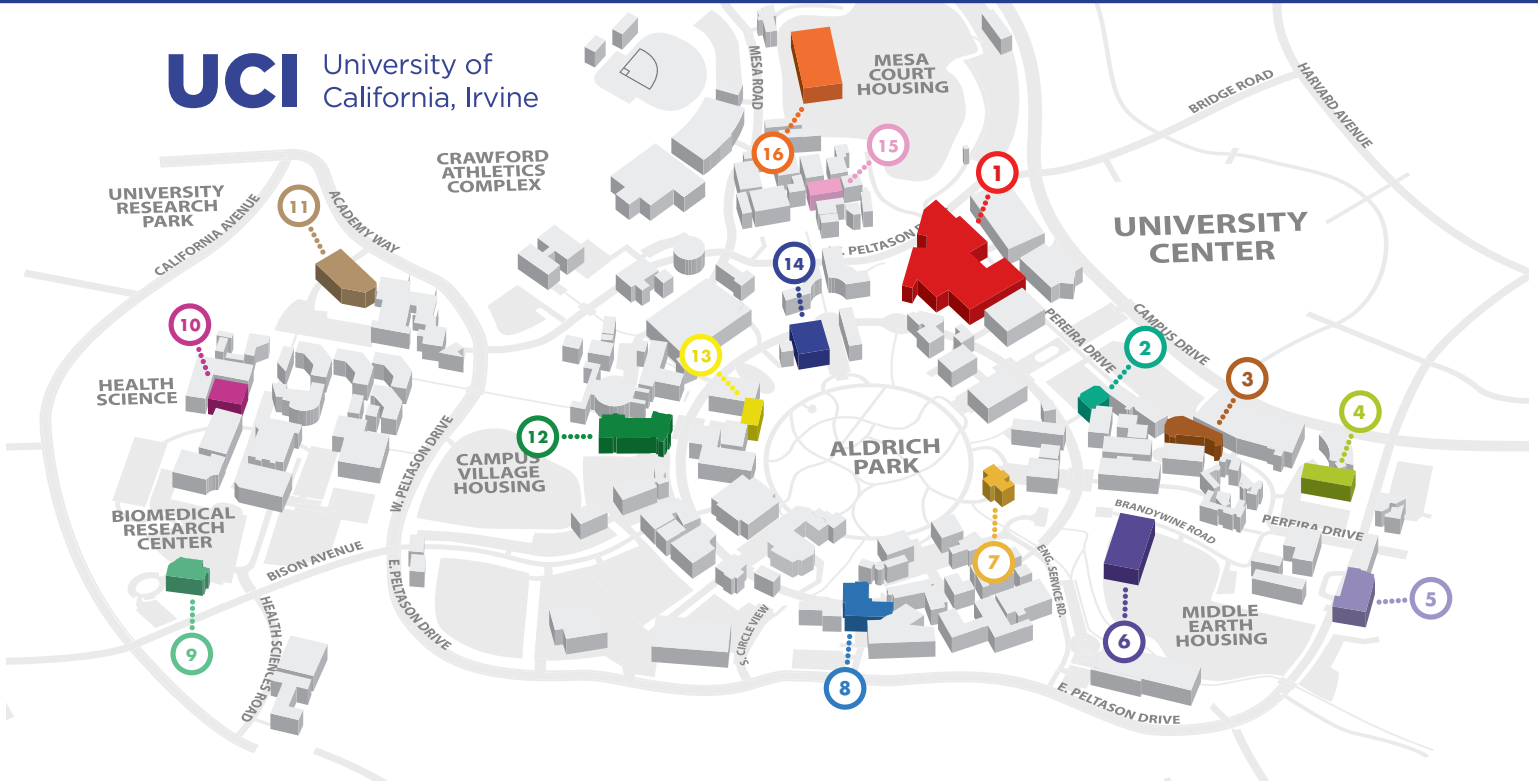 UCI
University of
California, Irvine
MESA ROAD
MESA
COURT
HOUSING
BRIDGE ROAD
HARVARD AVENUE
16
15
1
CRAWFORD
ATHLETICS
COMPLEX
UNIVERSITY
RESEARCH
PARK
CALIFORNIA AVENUE
11
ACADEMY WAY
UNIVERSITY
CENTER
. PELTASON
14
10
13
PEREIRA DRIVE
CAMPUS DRIVE
2
3
4
HEALTH
SCIENCE
12
CAMPUS
VILLAGE
HOUSING
W. PELTASON DRIVE
ALDRICH
PARK
BIOMEDICAL
RESEARCH
CENTER
BRANDYWINE ROAD
PEREIRA DRIVE
BISON AVENUE
E. PELTASON DRIVE
7
ENG. SERVICE RD.
5
9
HEALTH SCIENCES ROAD
S. CIRCLE VIEW
6
MIDDLE
EARTH
HOUSING
8
E. PELTASON DRIVE